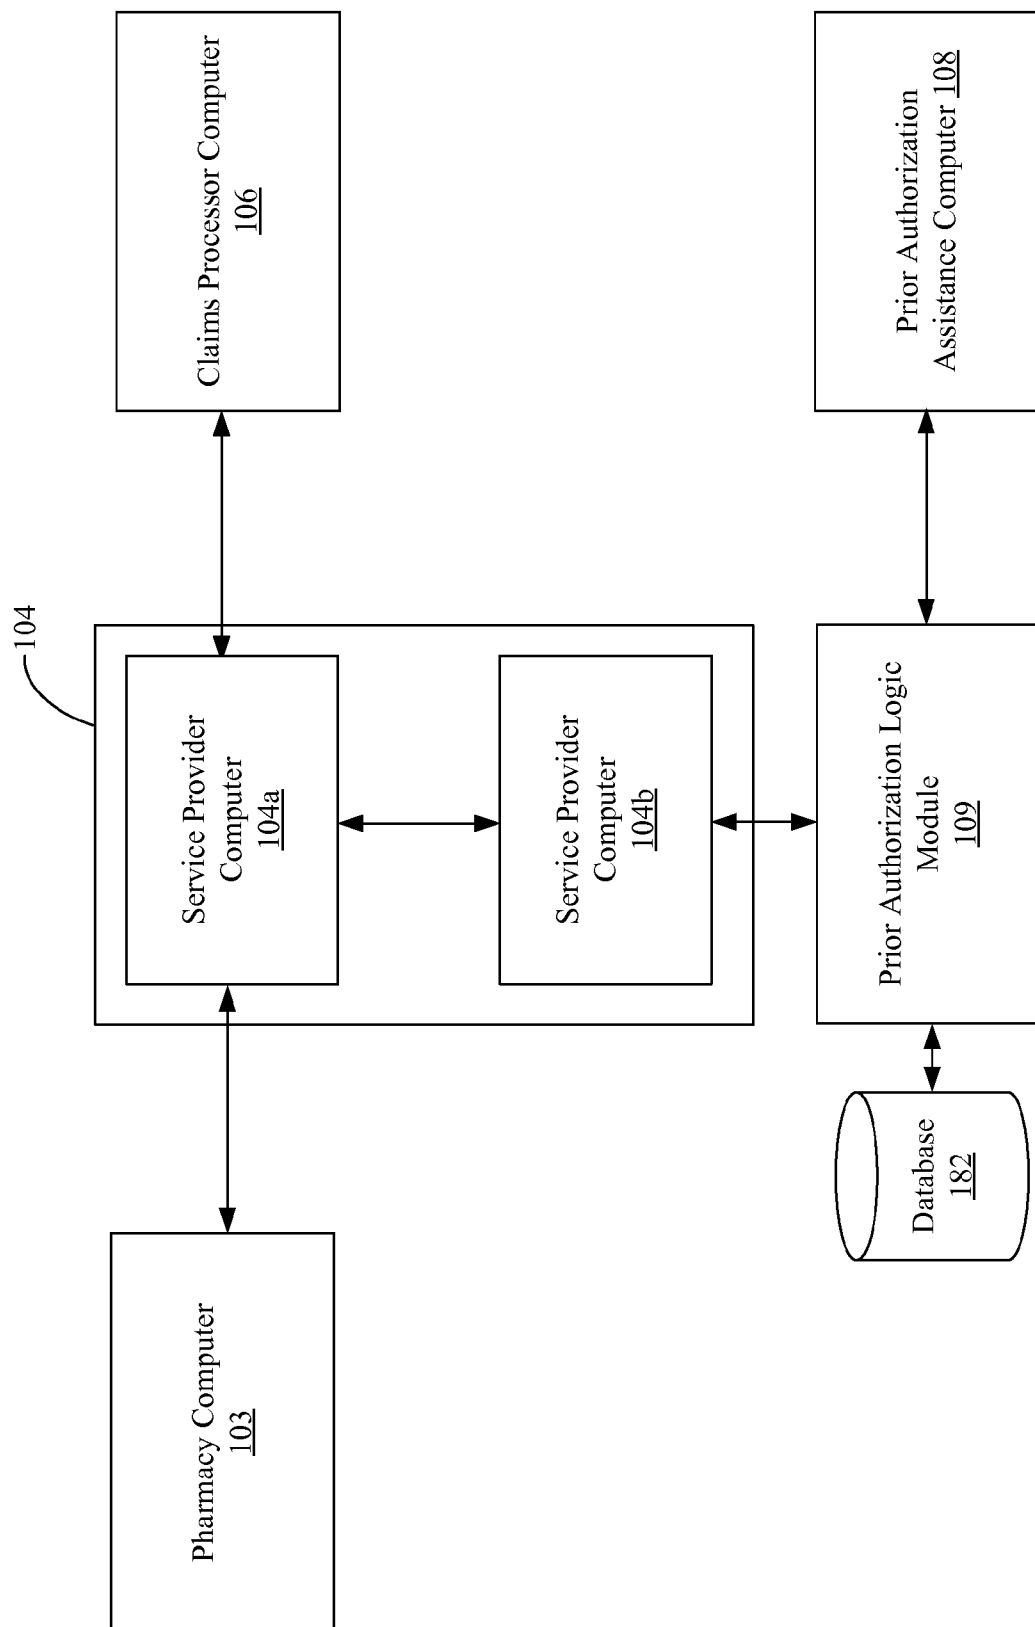 Pharmacy Computer
103
104
Service Provider
Computer
104a
Claims Processor Computer
106
Service Provider
Computer
104b
Database
182
Prior Authorization Logic
Module
109
Prior Authorization
Assistance Computer 108